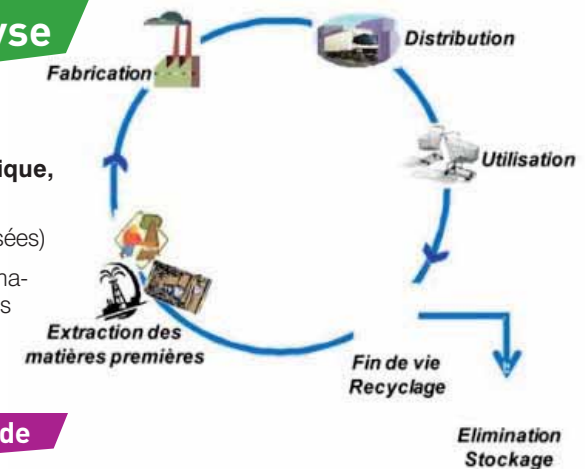 yse
Fabrication
Distribution
ique,
Utilisation
sées)
na-
s
Extraction des
matières premières
Fin de vie
Recyclage
de
Elimination
Stockage